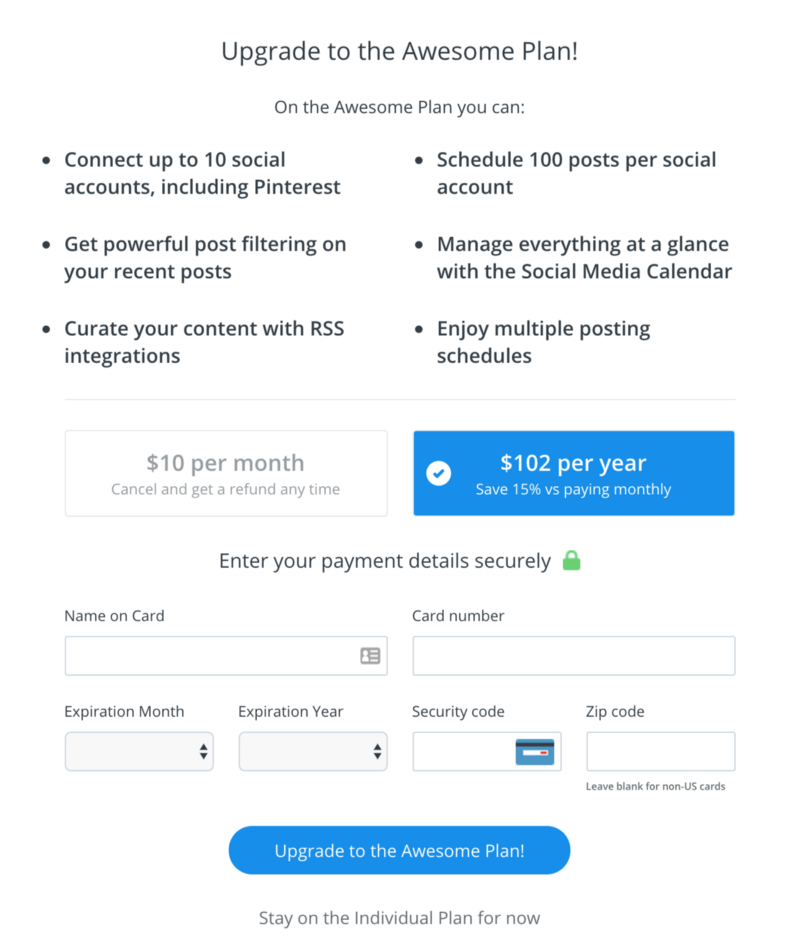 Upgrade to the Awesome Plan!
On the Awesome Plan you can:
Connect up to 10 social
accounts, including Pinterest
Schedule 100 posts per social
account
Get powerful post filtering on
your recent posts
Manage everything at a glance
with the Social Media Calendar
Curate your content with RSS
integrations
Enjoy multiple posting
schedules
$10 per month
Cancel and get a refund any time
$102 per year
Save 15% vs paying monthly
Enter your payment details securely
Name on Card
Card number
Expiration Month
Expiration Year
Security code
Zip code
Leave blank for non-US cards
Upgrade to the Awesome Plan!
Stay on the Individual Plan for now